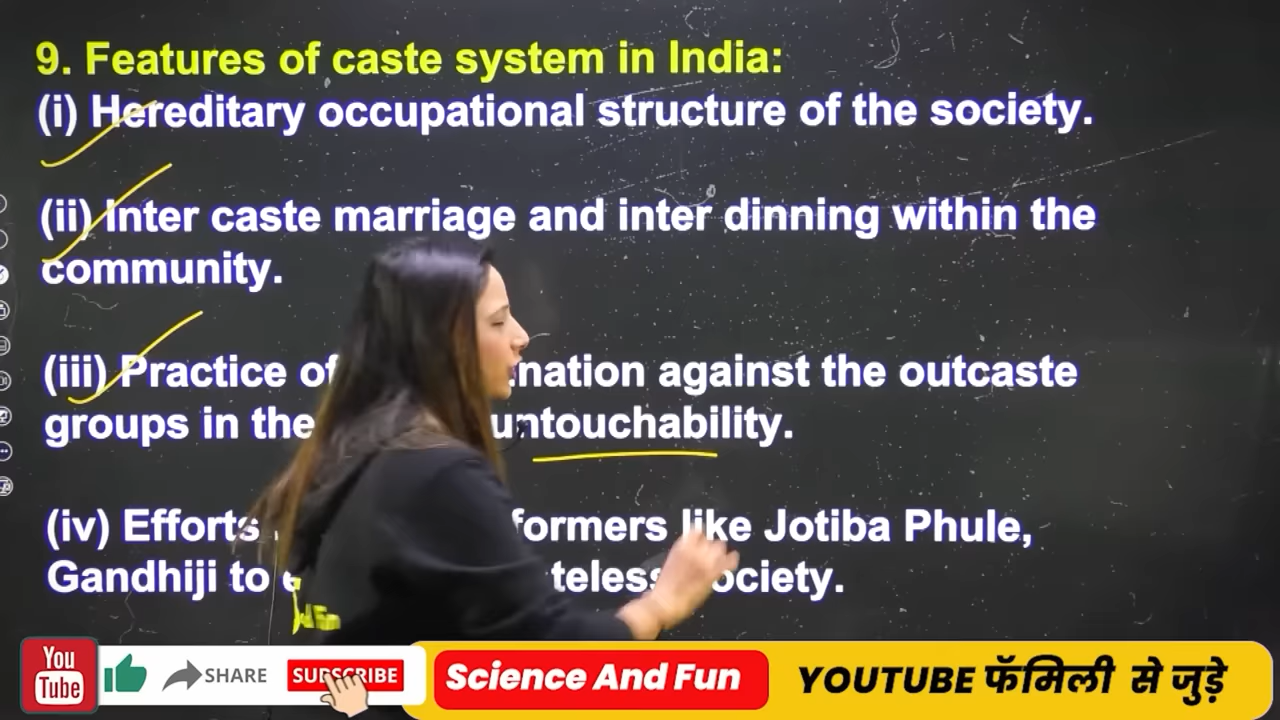 9. Features of caste system in India:
(i) Hereditary occupational structure of the society.
(ii) Inter caste marriage and inter dinning within the
community.
(iii) Practice of against the outcaste
groups in the untouchability.
(iv) Efforts like Jotiba Phule,
Gandhiji to society.
You
Tube
SHARE
SUBSCRIBE
Science And Fun
YOUTUBE फॅमिली से जुड़े